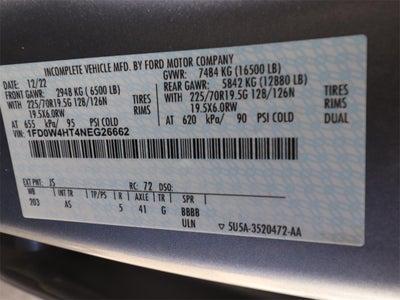 INCOMPLETE VEHICLE MFD. BY FORD MOTOR COMPANY
12/22 GVWR: 7484 KG (16500 LB)
FRONT GAWR: 2948 KG ( 6500 LB) REAR GAWR: 5842 KG (12880 LB)
225/70R19.5G 128/126N TIRES 225/70R19.5G 128/126N TIRES
19.5X6.0RW RIMS 19.5X6.0RW RIMS
AT 655 kPa/ 95 PSI COLD AT 620 kPa/ 90 PSI COLD DUAL
VIN: 1FD0W4HT4NEG26662
EXT PNT: JS RC: 72 DSO:
WB INT TR TP/PS R AXLE TR SPR
203 AS 5 41 G BBBB
ULN 5U5A-3520472-AA